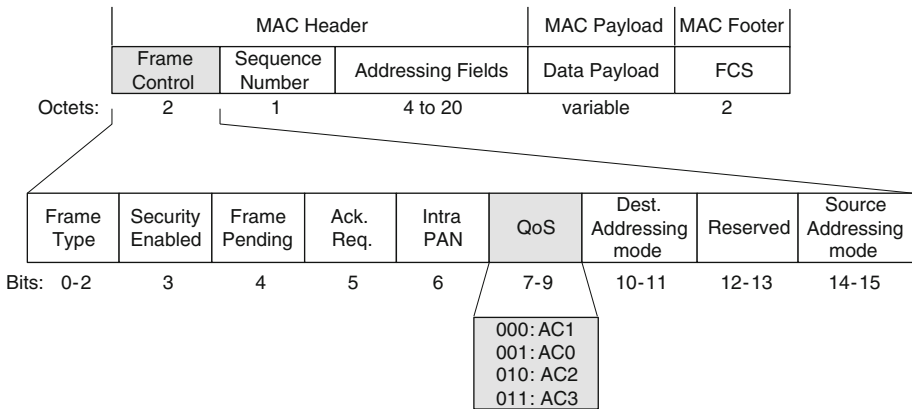 MAC Header MAC Payload MAC Footer
Frame Control Sequence Number Addressing Fields Data Payload FCS
Octets: 2 1 4 to 20 variable 2
Frame Type Security Enabled Frame Pending Ack. Req. Intra PAN QoS Dest. Addressing mode Reserved Source Addressing mode
Bits: 0-2 3 4 5 6 7-9 10-11 12-13 14-15
000: AC1
001: AC0
010: AC2
011: AC3